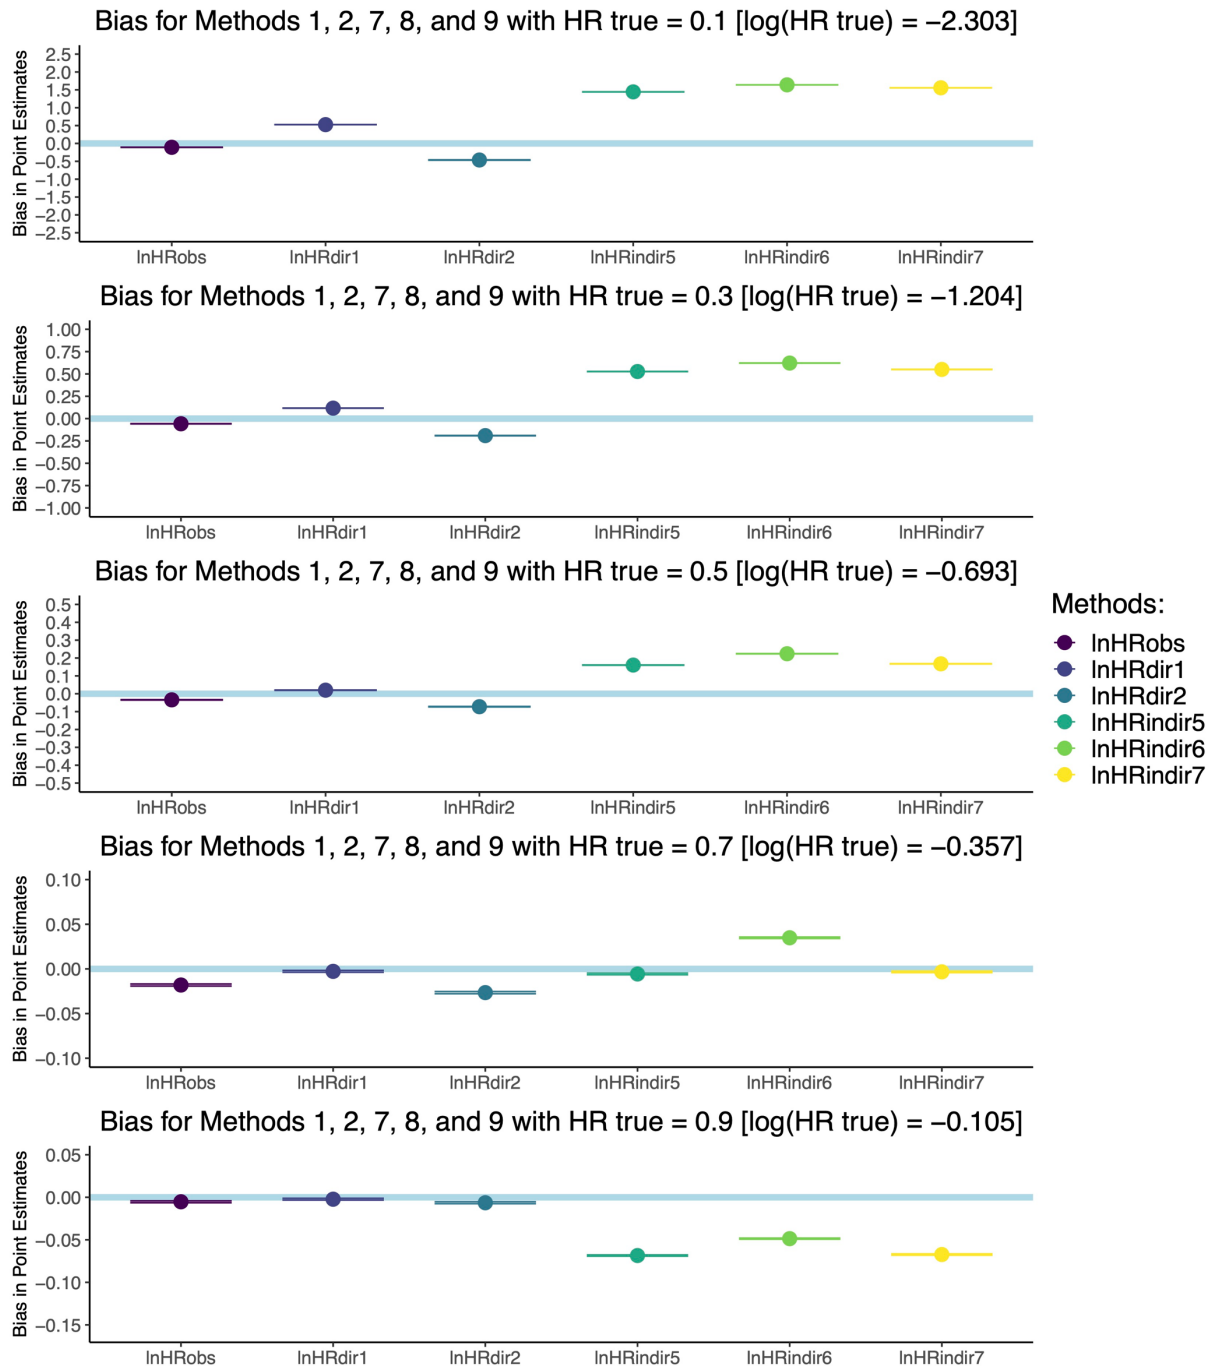 Bias for Methods 1, 2, 7, 8, and 9 with HR true = 0.1 [log(HR true) = −2.303]
Bias in Point Estimates
2.5
2.0
1.5
1.0
0.5
0.0
−0.5
−1.0
−1.5
−2.0
−2.5
lnHRobs lnHRdir1 lnHRdir2 lnHRindir5 lnHRindir6 lnHRindir7
Bias for Methods 1, 2, 7, 8, and 9 with HR true = 0.3 [log(HR true) = −1.204]
Bias in Point Estimates
1.00
0.75
0.50
0.25
0.00
−0.25
−0.50
−0.75
−1.00
lnHRobs lnHRdir1 lnHRdir2 lnHRindir5 lnHRindir6 lnHRindir7
Bias for Methods 1, 2, 7, 8, and 9 with HR true = 0.5 [log(HR true) = −0.693]
Bias in Point Estimates
0.5
0.4
0.3
0.2
0.1
0.0
−0.1
−0.2
−0.3
−0.4
−0.5
lnHRobs lnHRdir1 lnHRdir2 lnHRindir5 lnHRindir6 lnHRindir7
Methods:
lnHRobs
lnHRdir1
lnHRdir2
lnHRindir5
lnHRindir6
lnHRindir7
Bias for Methods 1, 2, 7, 8, and 9 with HR true = 0.7 [log(HR true) = −0.357]
Bias in Point Estimates
0.10
0.05
0.00
−0.05
−0.10
lnHRobs lnHRdir1 lnHRdir2 lnHRindir5 lnHRindir6 lnHRindir7
Bias for Methods 1, 2, 7, 8, and 9 with HR true = 0.9 [log(HR true) = −0.105]
Bias in Point Estimates
0.05
0.00
−0.05
−0.10
−0.15
lnHRobs lnHRdir1 lnHRdir2 lnHRindir5 lnHRindir6 lnHRindir7